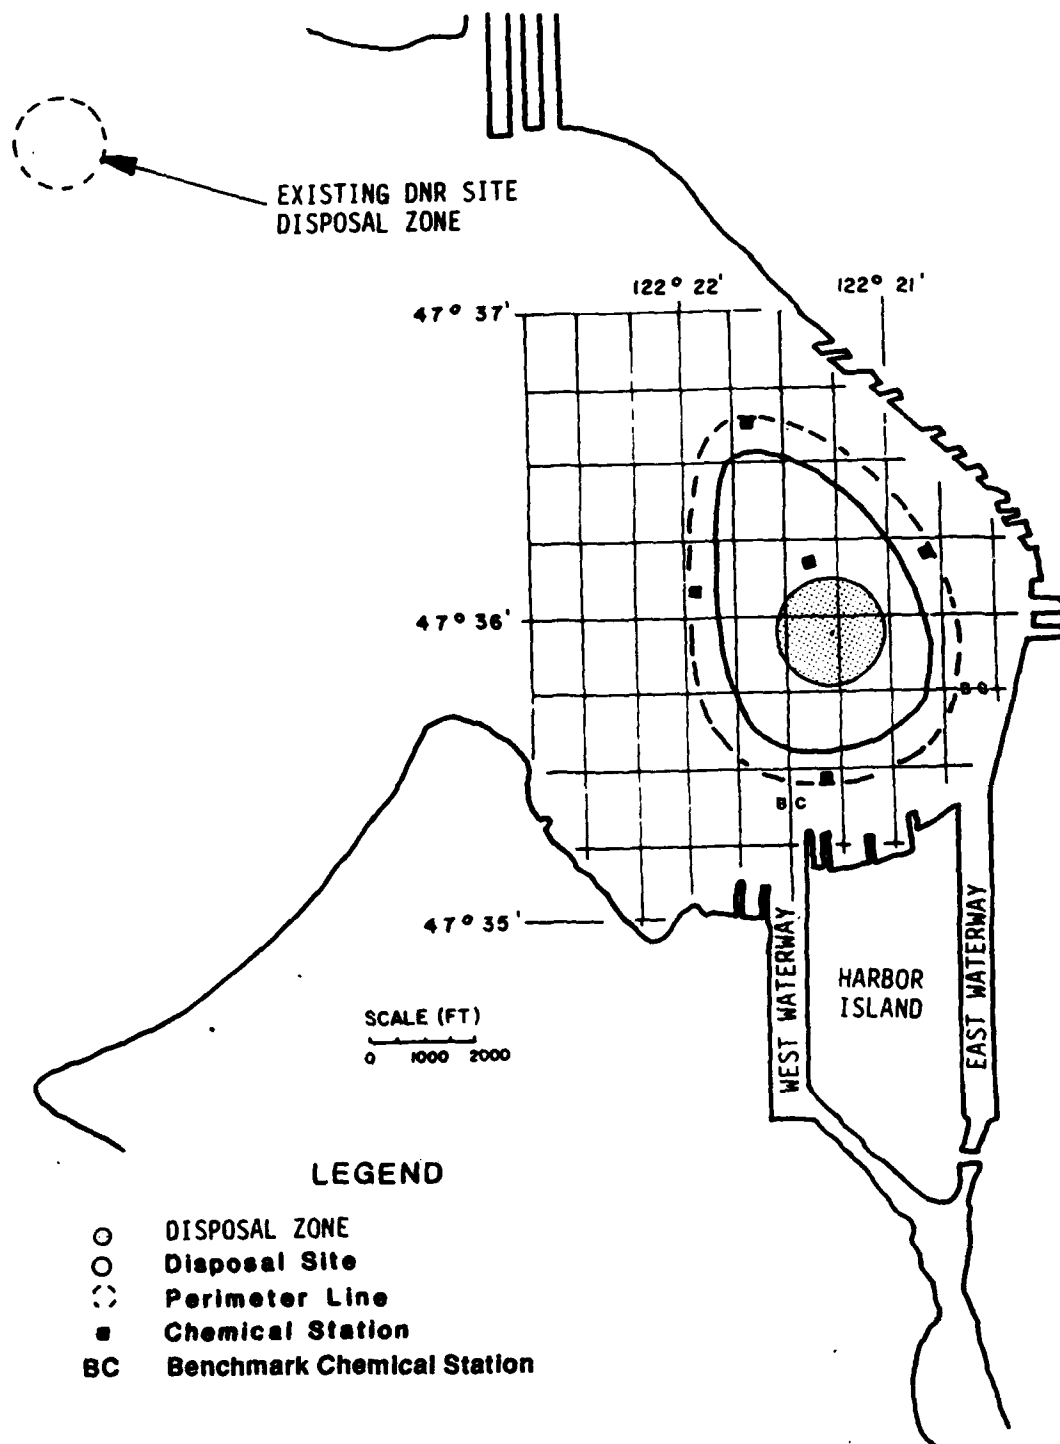 EXISTING DNR SITE
DISPOSAL ZONE
122° 22'
122° 21'
47° 37'
47° 36'
BC
BC
47° 35'
WEST WATERWAY
HARBOR
ISLAND
EAST WATERWAY
SCALE (FT)
0 1000 2000
LEGEND
DISPOSAL ZONE
Disposal Site
Perimeter Line
Chemical Station
BC Benchmark Chemical Station